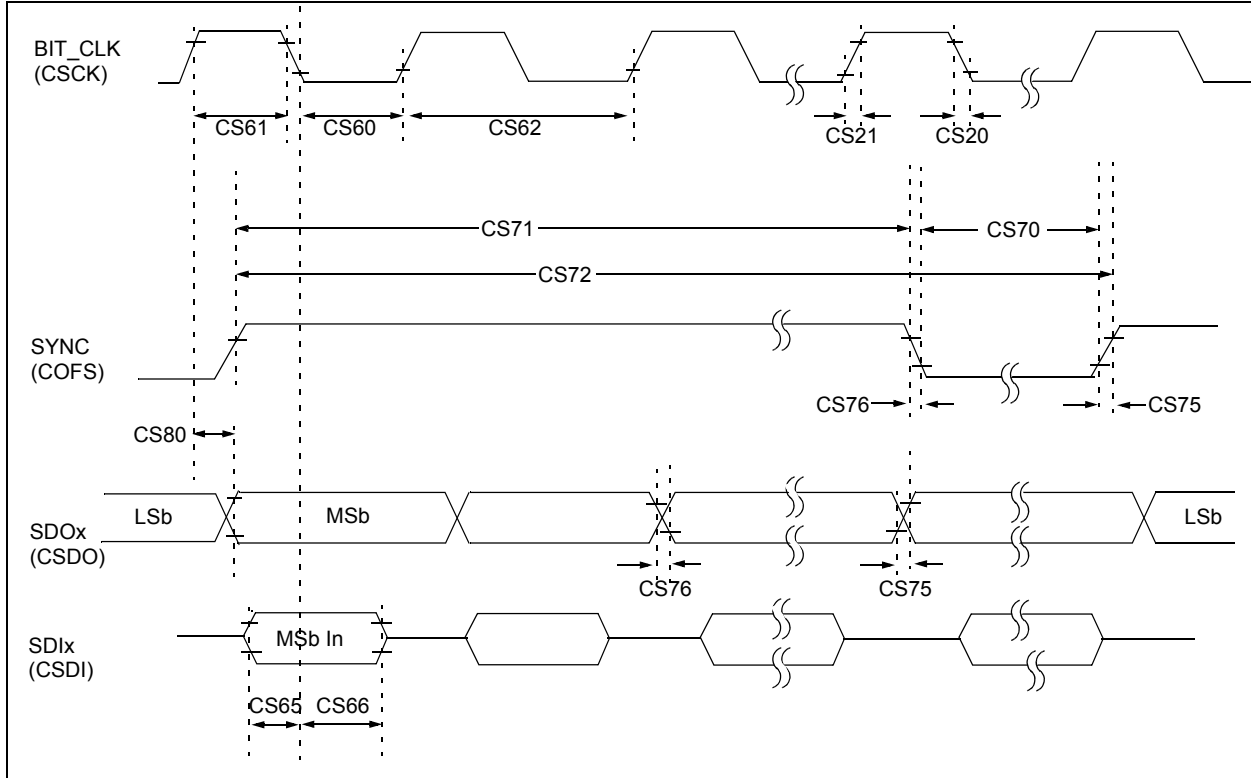 BIT_CLK
(CSCK)
CS61
CS60
CS62
CS21
CS20
CS71
CS70
CS72
SYNC
(COFS)
CS76
CS75
CS80
LSb
MSb
LSb
SDOx
(CSDO)
CS76
CS75
MSb In
SDIx
(CSDI)
CS65
CS66